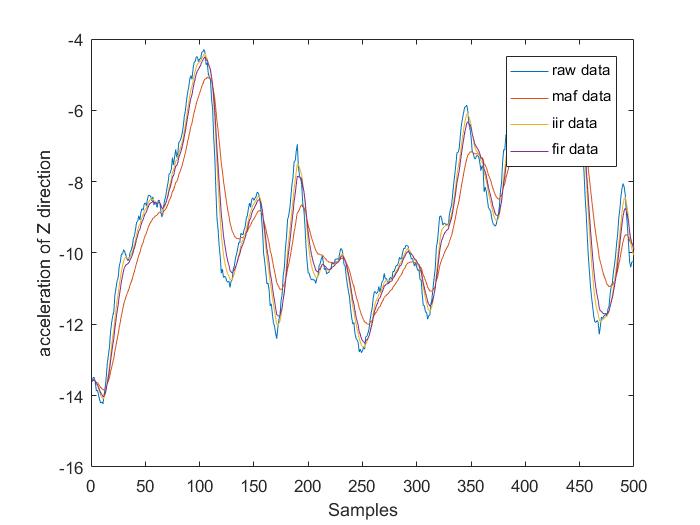 -4
-6
-8
-10
-12
-14
-16
acceleration of Z direction
raw data
maf data
iir data
fir data
0 50 100 150 200 250 300 350 400 450 500
Samples